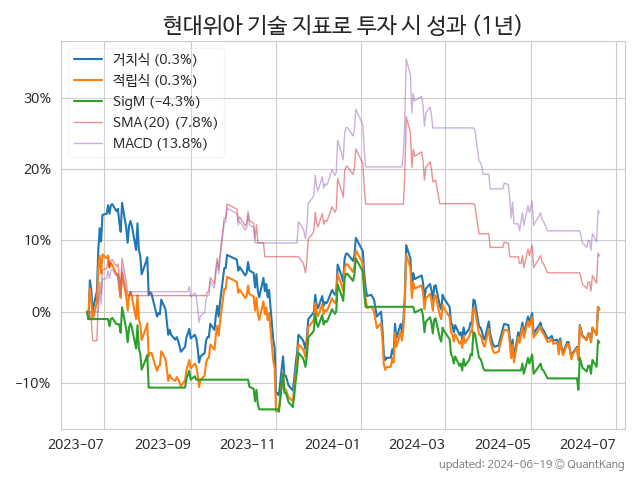 현대위아 기술 지표로 투자 시 성과 (1년)
거치식 (0.3%)
적립식 (0.3%)
SigM (−4.3%)
SMA(20) (7.8%)
MACD (13.8%)
30%
20%
10%
0%
−10%
2023-07 2023-09 2023-11 2024-01 2024-03 2024-05 2024-07
updated: 2024-06-19 © QuantKang